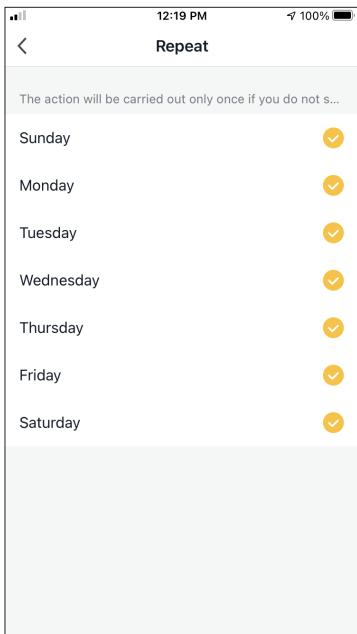 12:19 PM 100%
Repeat
The action will be carried out only once if you do not s...
Sunday
Monday
Tuesday
Wednesday
Thursday
Friday
Saturday